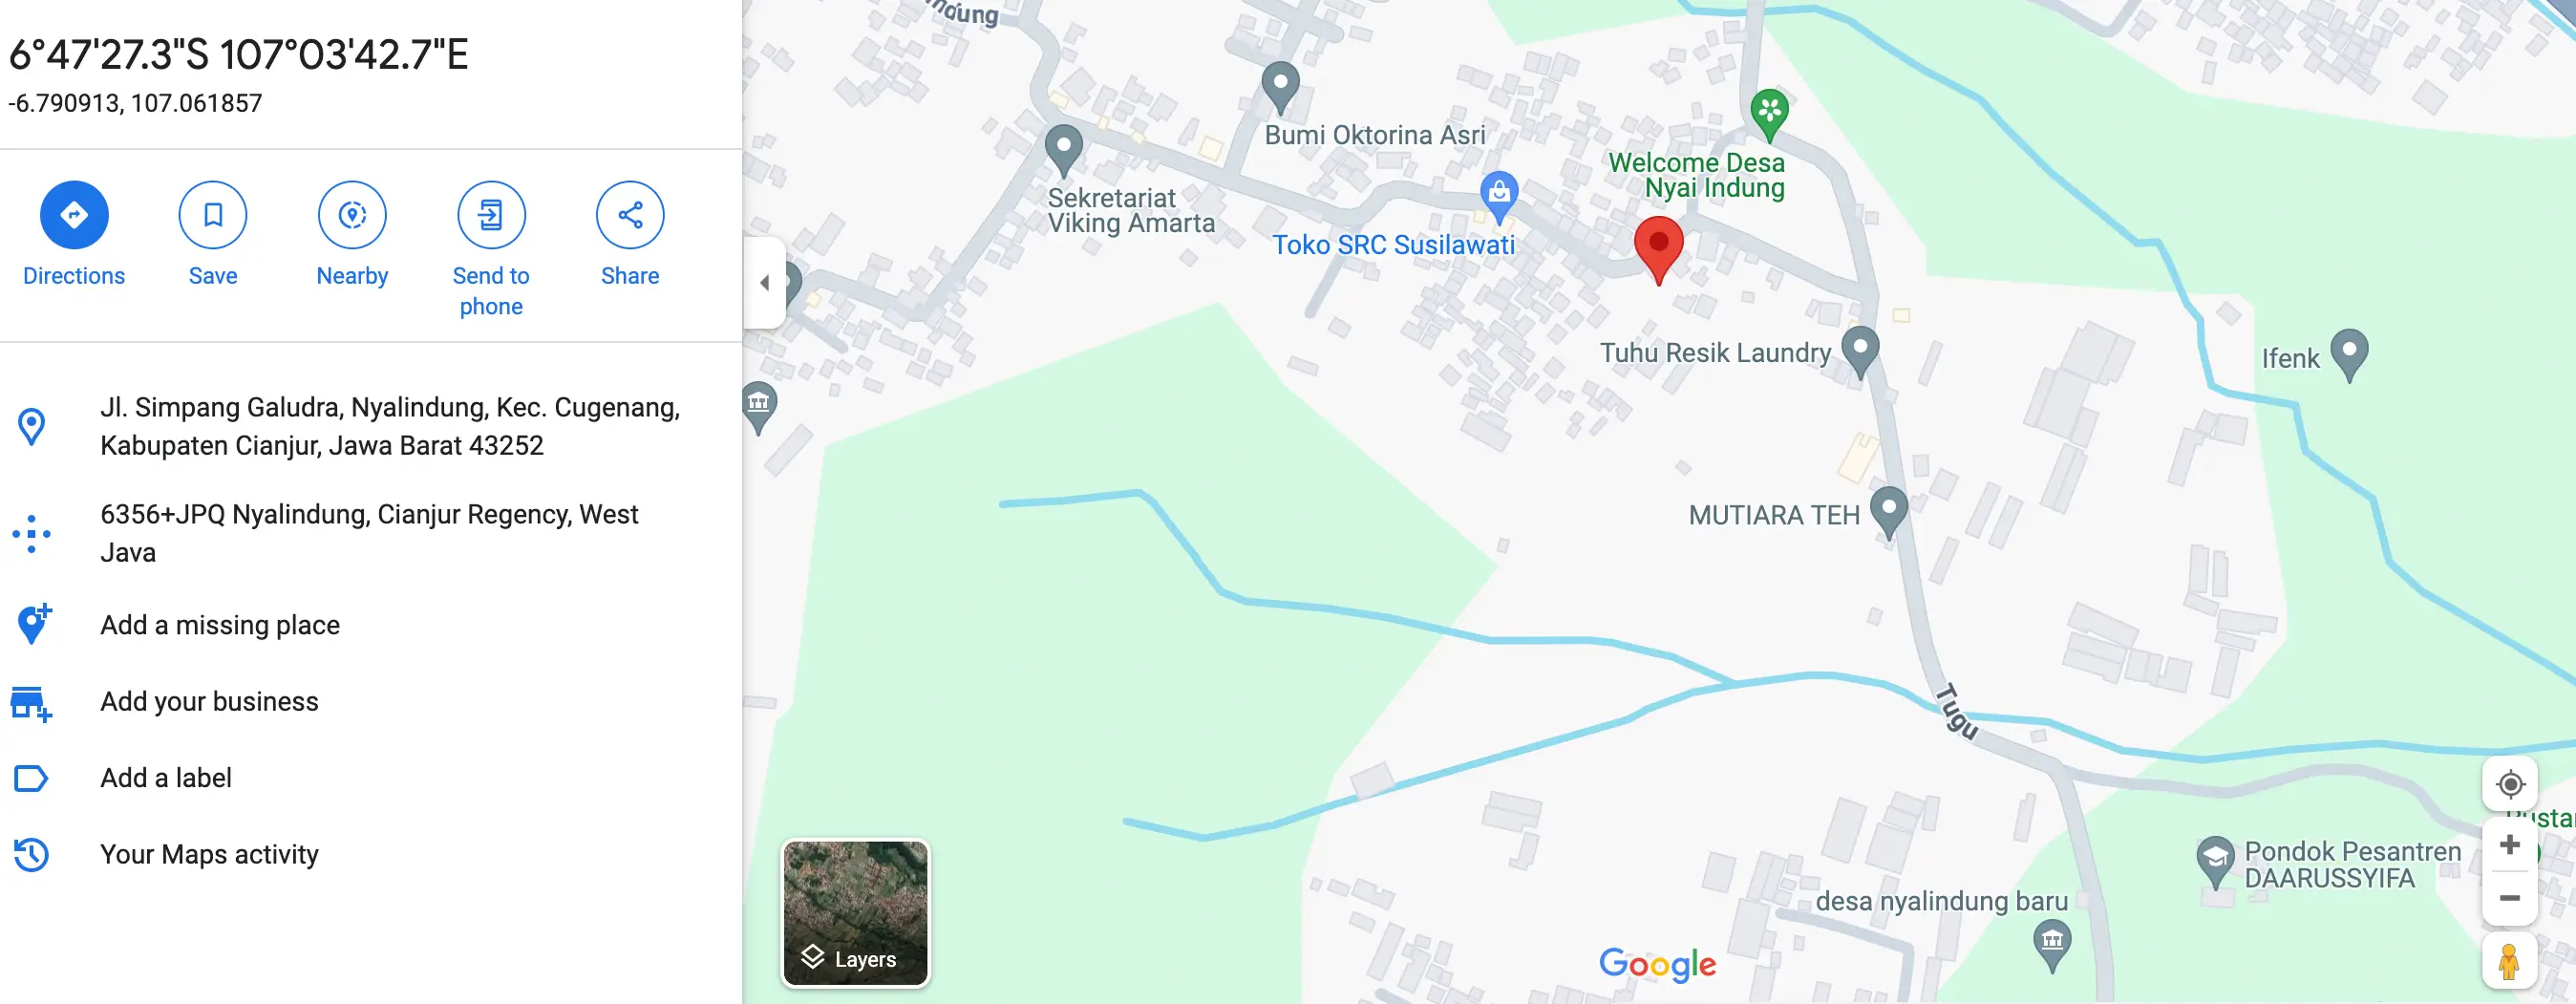 6°47'27.3"S 107°03'42.7"E
-6.790913, 107.061857
Directions
Save
Nearby
Send to
phone
Share
Jl. Simpang Galudra, Nyalindung, Kec. Cugenang,
Kabupaten Cianjur, Jawa Barat 43252
6356+JPQ Nyalindung, Cianjur Regency, West
Java
Add a missing place
Add your business
Add a label
Your Maps activity
Bumi Oktorina Asri
Sekretariat
Viking Amarta
Welcome Desa
Nyai Indung
Toko SRC Susilawati
Tuhu Resik Laundry
Ifenk
MUTIARA TEH
Tugu
Pondok Pesantren
DAARUSSYIFA
desa nyalindung baru
Layers
Google